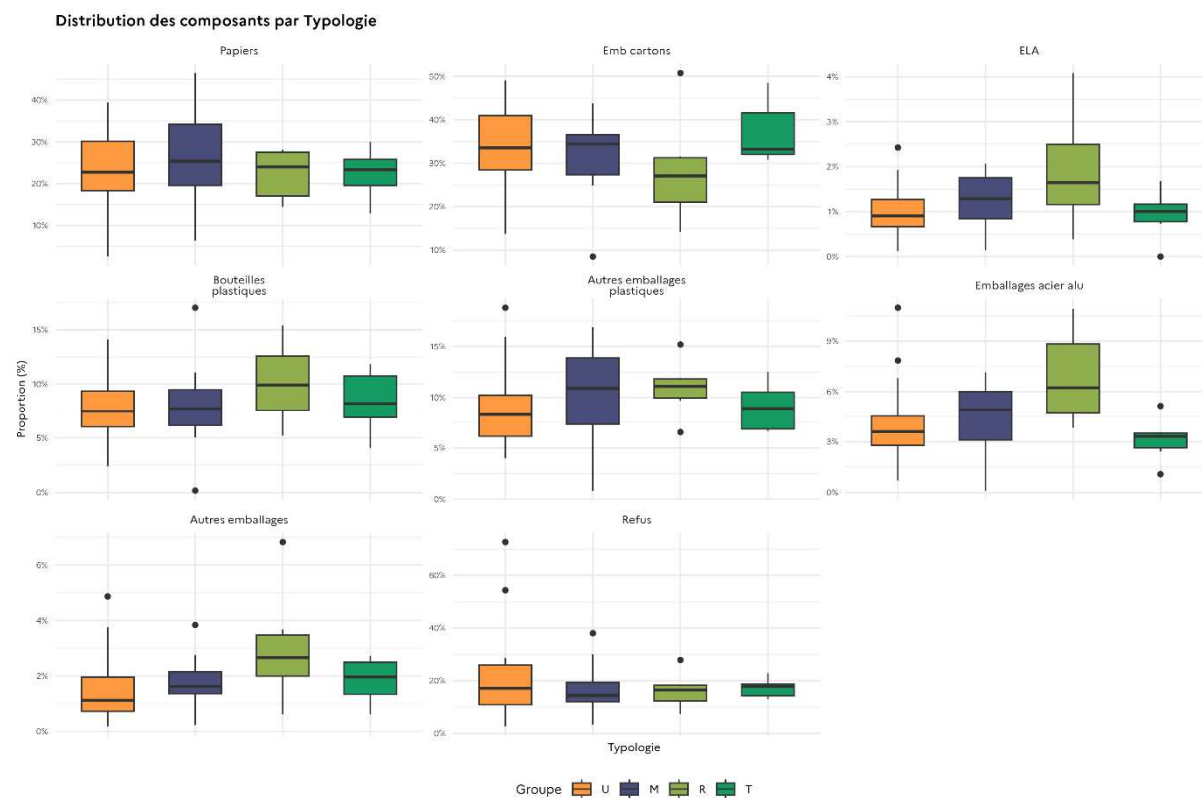 Distribution des composants par Typologie
Papiers
Emb cartons
ELA
40%
30%
20%
10%
50%
40%
30%
20%
10%
4%
3%
2%
1%
0%
Bouteilles
plastiques
Autres emballages
plastiques
Emballages acier alu
Proportion (%)
15%
10%
5%
0%
15%
10%
5%
0%
9%
6%
3%
0%
Autres emballages
Refus
6%
4%
2%
0%
60%
40%
20%
0%
Typologie
Groupe U M R T